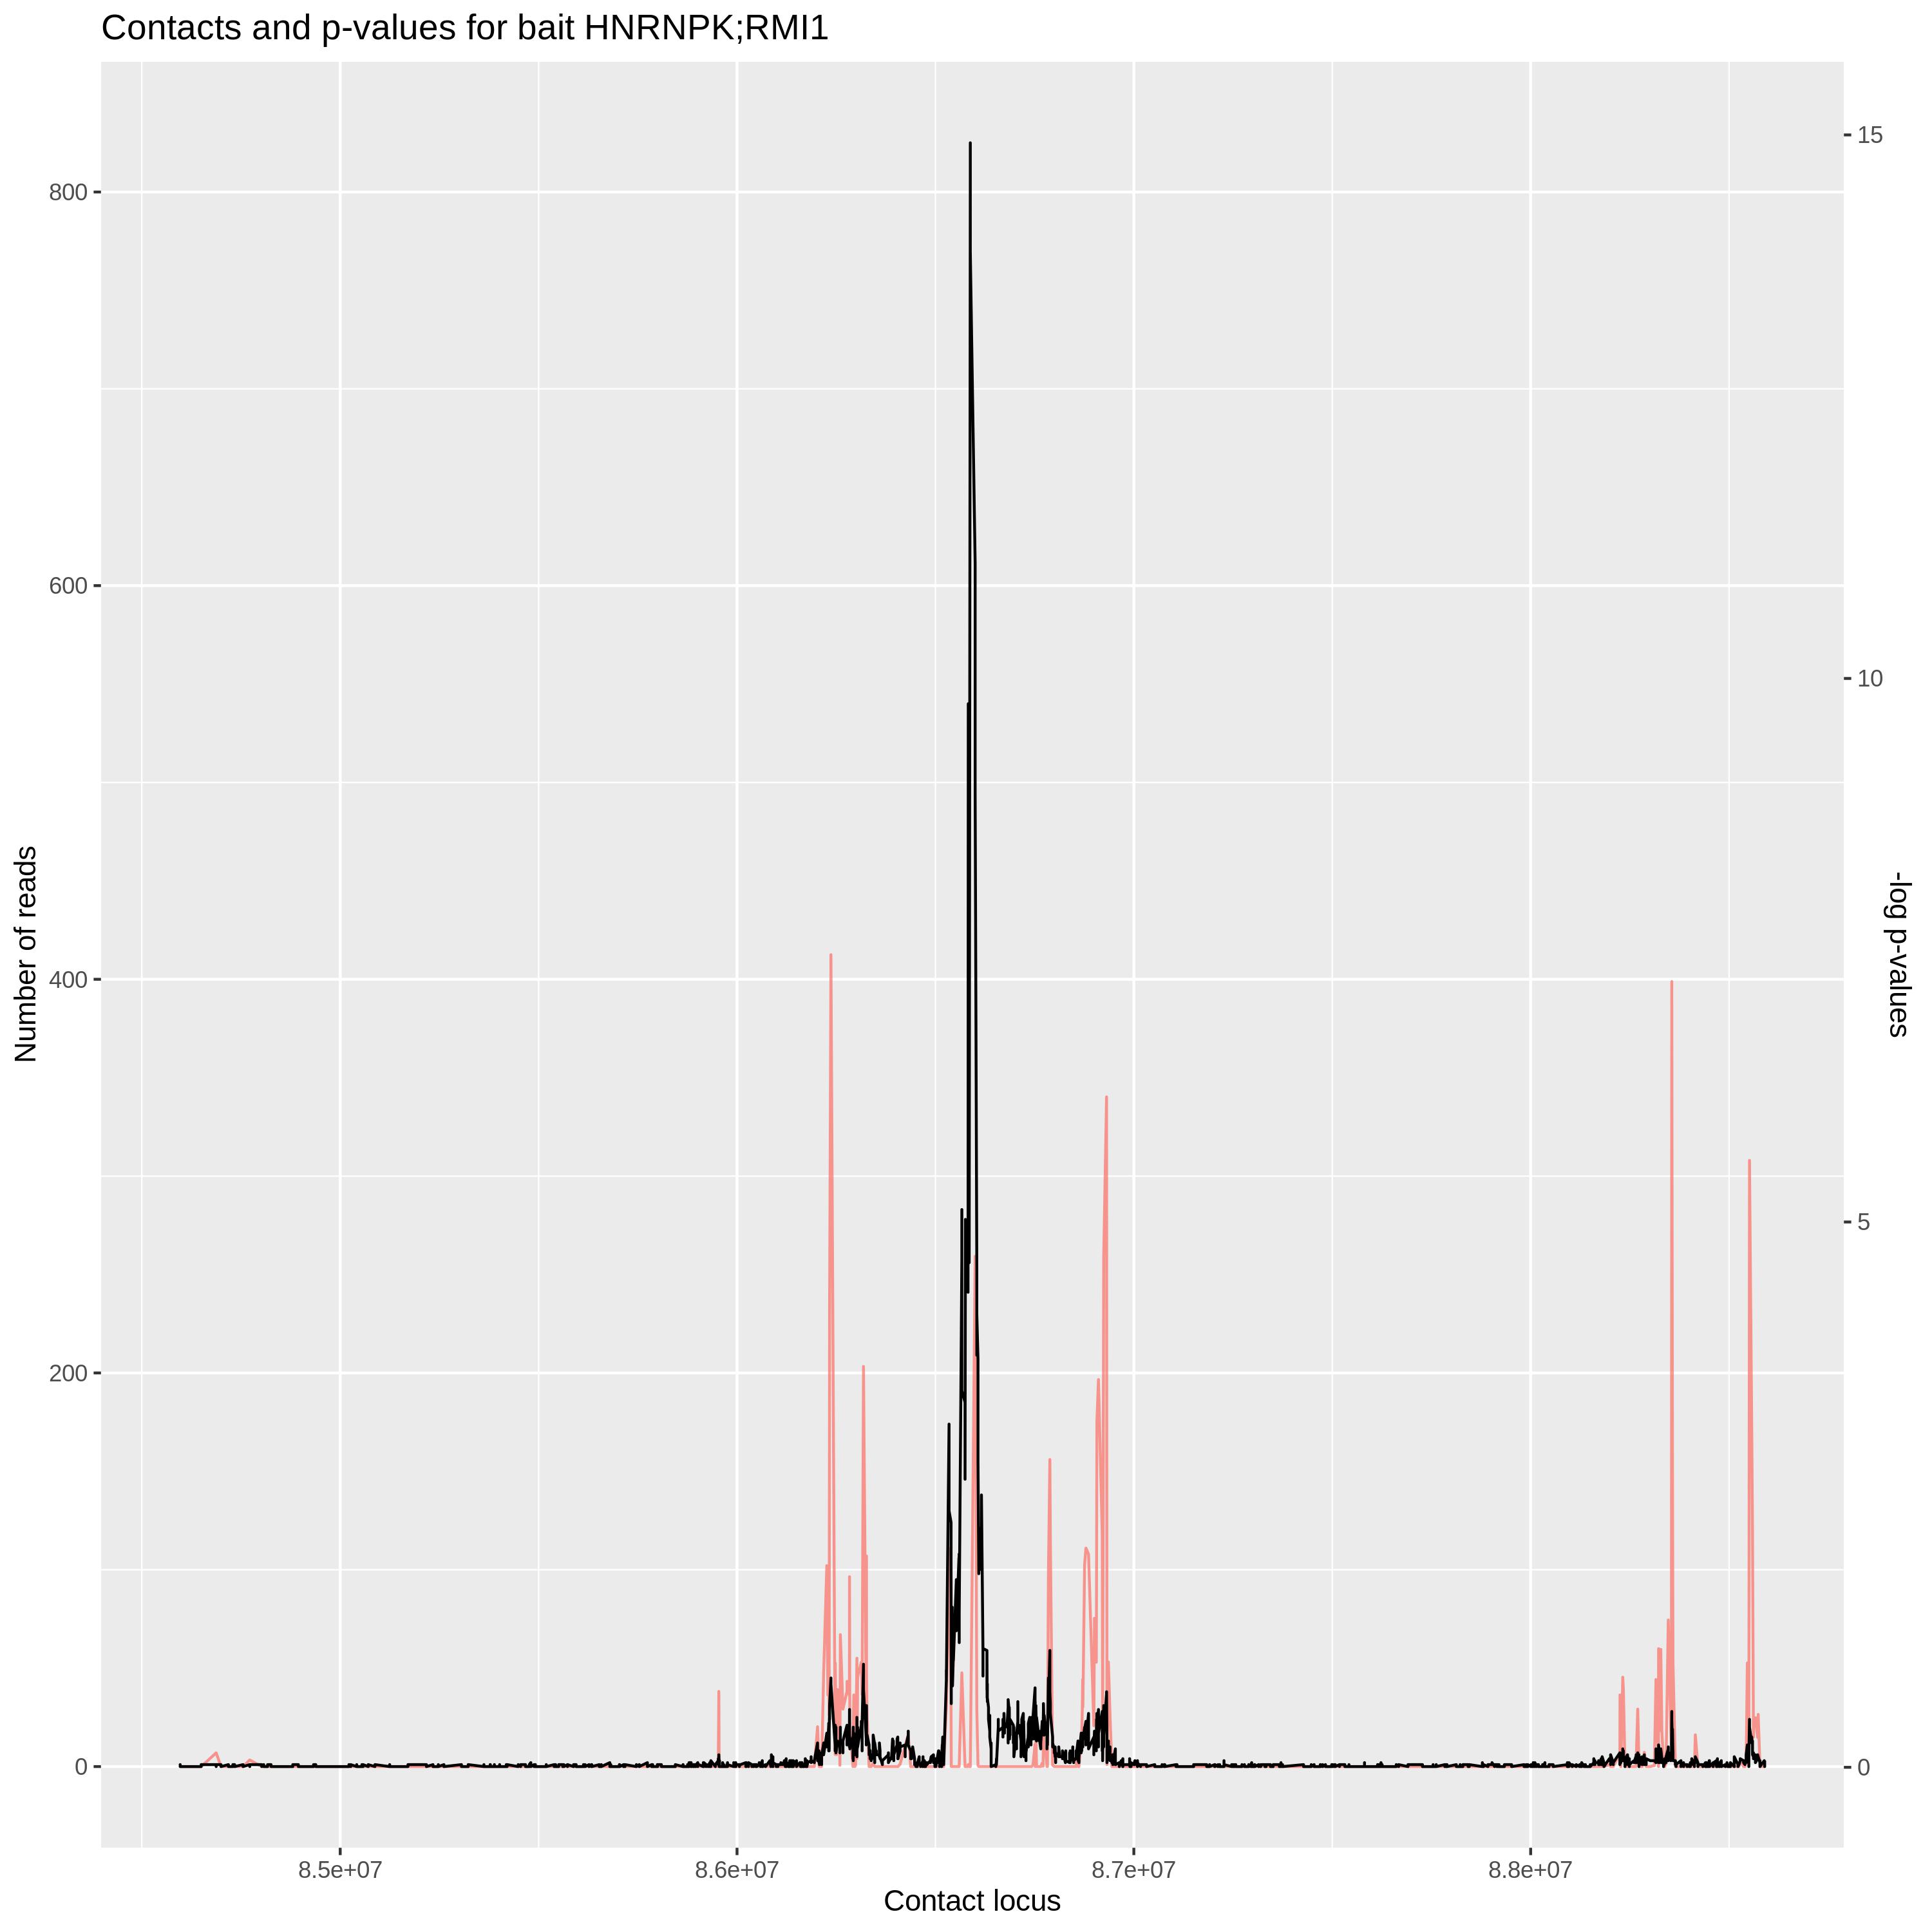 Contacts and p-values for bait HNRNPK;RMI1
Number of reads
800
600
400
200
0
15
10
5
0
-log p-values
8.5e+07 8.6e+07 8.7e+07 8.8e+07
Contact locus